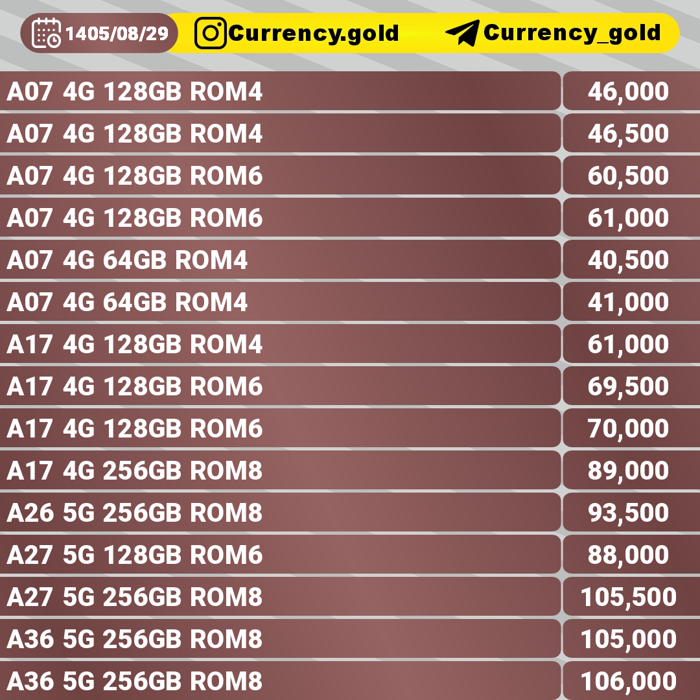 1405/08/29 Currency.gold Currency_gold
A07 4G 128GB ROM4 46,000
A07 4G 128GB ROM4 46,500
A07 4G 128GB ROM6 60,500
A07 4G 128GB ROM6 61,000
A07 4G 64GB ROM4 40,500
A07 4G 64GB ROM4 41,000
A17 4G 128GB ROM4 61,000
A17 4G 128GB ROM6 69,500
A17 4G 128GB ROM6 70,000
A17 4G 256GB ROM8 89,000
A26 5G 256GB ROM8 93,500
A27 5G 128GB ROM6 88,000
A27 5G 256GB ROM8 105,500
A36 5G 256GB ROM8 105,000
A36 5G 256GB ROM8 106,000